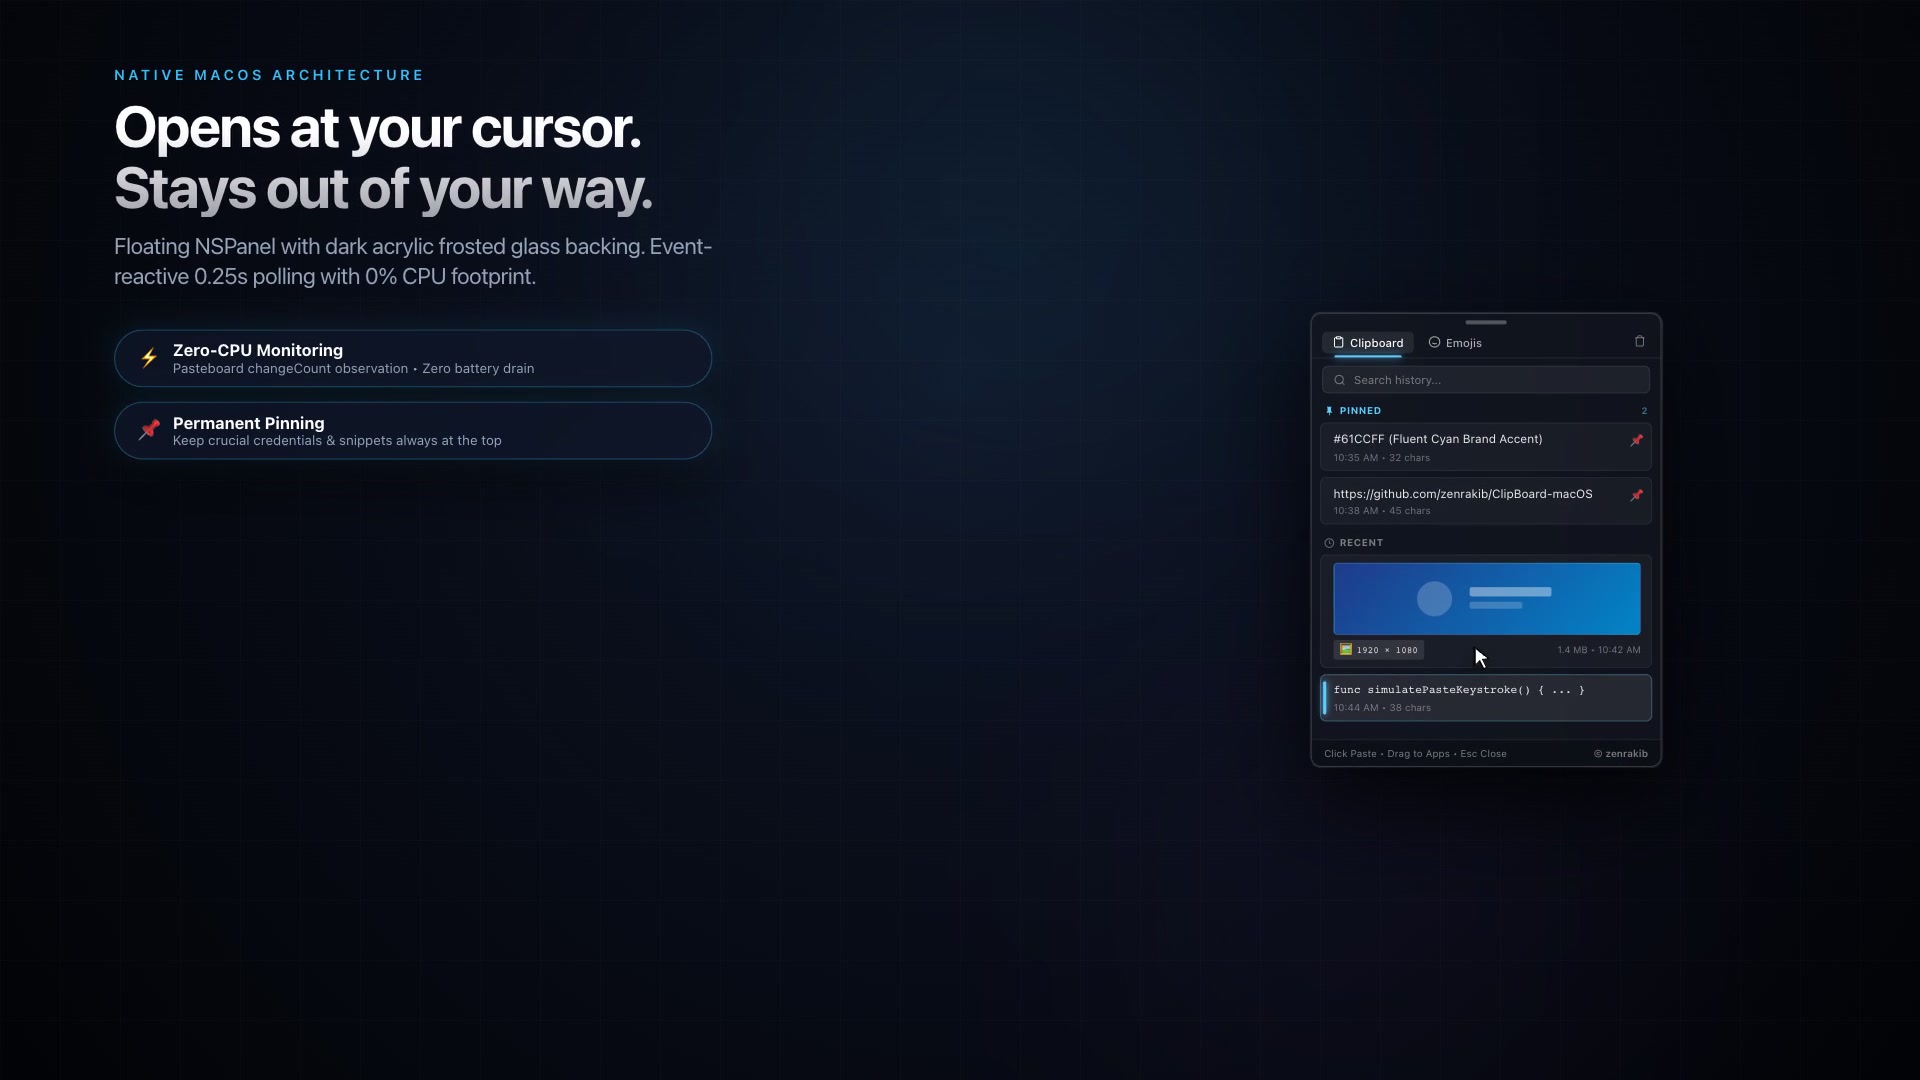 NATIVE MACOS ARCHITECTURE
Opens at your cursor.
Stays out of your way.
Floating NSPanel with dark acrylic frosted glass backing. Event-
reactive 0.25s polling with 0% CPU footprint.
Zero-CPU Monitoring
Pasteboard changeCount observation • Zero battery drain
Permanent Pinning
Keep crucial credentials & snippets always at the top
Clipboard Emojis
Search history...
PINNED 2
#61CCFF (Fluent Cyan Brand Accent)
10:35 AM • 32 chars
https://github.com/zenrakib/ClipBoard-macOS
10:38 AM • 45 chars
RECENT
1920 × 1080 1.4 MB • 10:42 AM
func simulatePasteKeystroke() { ... }
10:44 AM • 38 chars
Click Paste • Drag to Apps • Esc Close © zenrakib